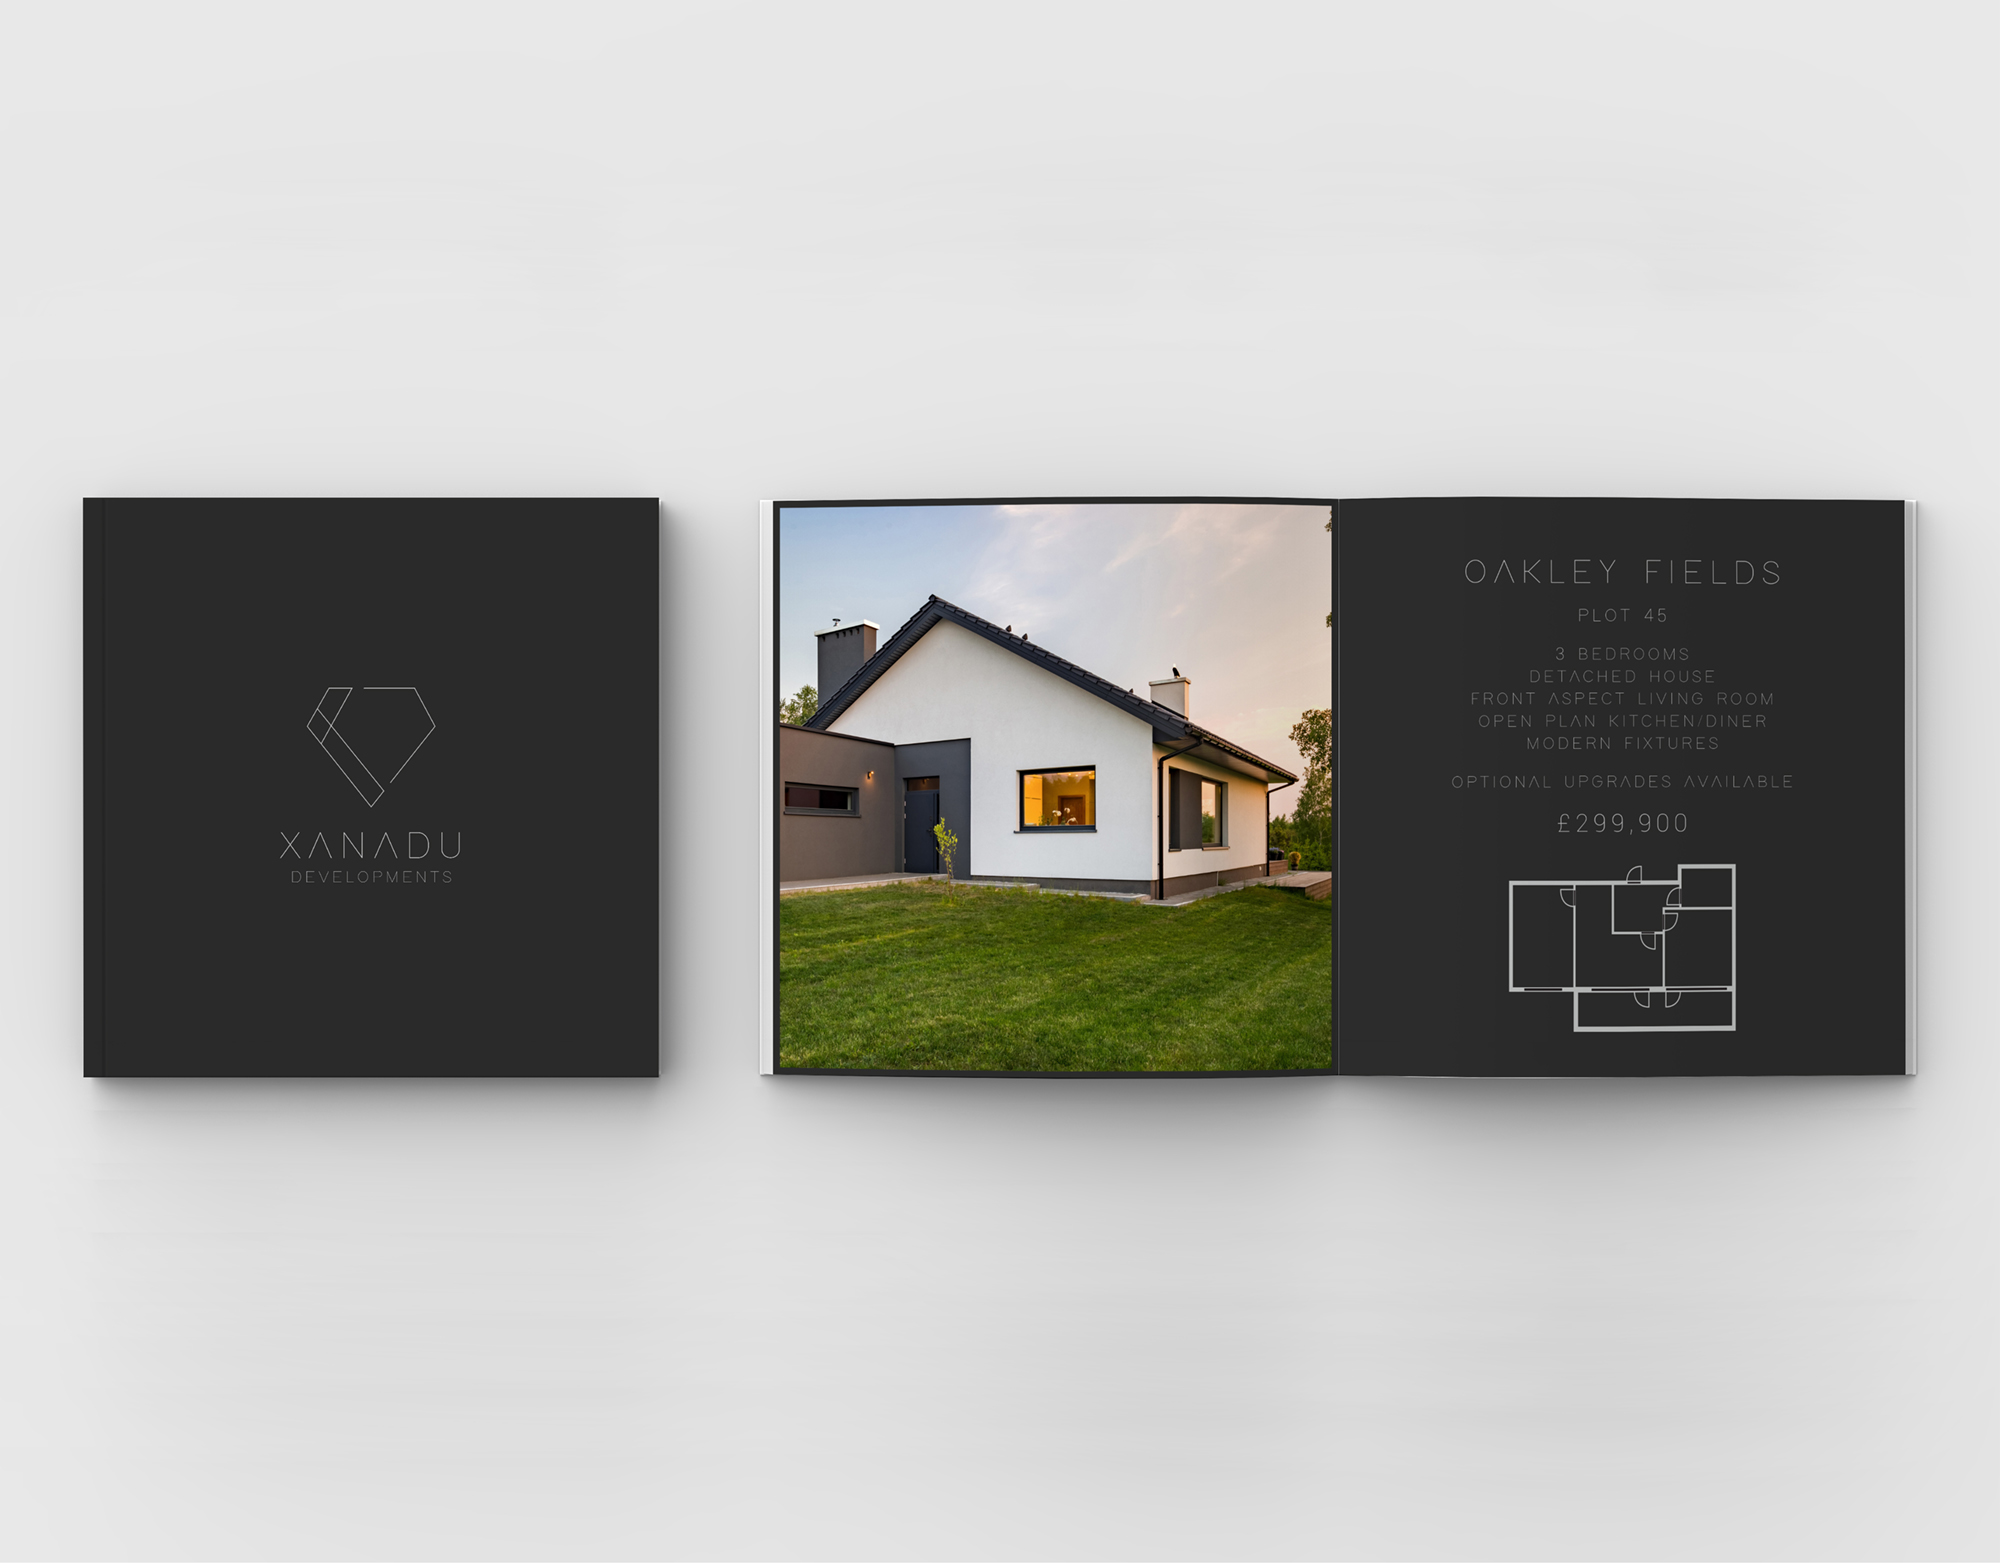 XANADU
DEVELOPMENTS
OAKLEY FIELDS
PLOT 45
3 BEDROOMS
DETACHED HOUSE
FRONT ASPECT LIVING ROOM
OPEN PLAN KITCHEN/DINER
MODERN FIXTURES
OPTIONAL UPGRADES AVAILABLE
£299,900